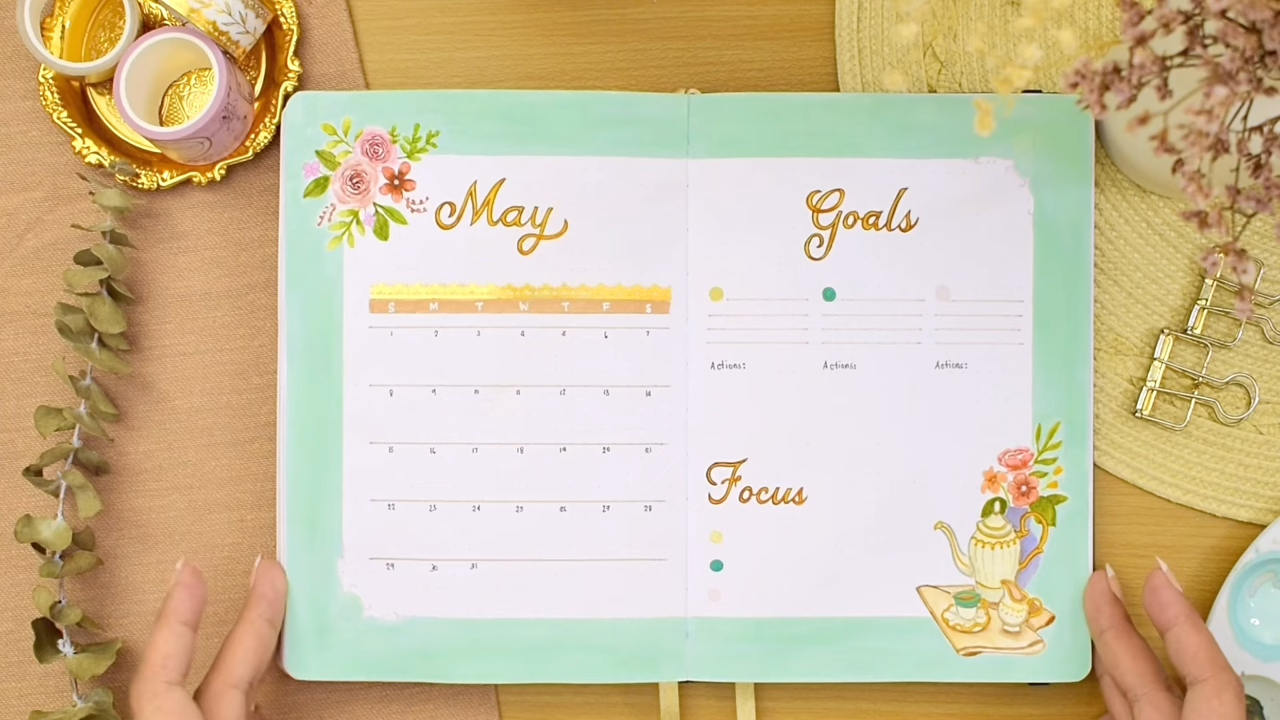 May
S M T W T F S
1 2 3 4 5 6 7
8 9 10 11 12 13 14
15 16 17 18 19 20 21
22 23 24 25 26 27 28
29 30 31
Goals
Actions: Actions: Actions:
Focus